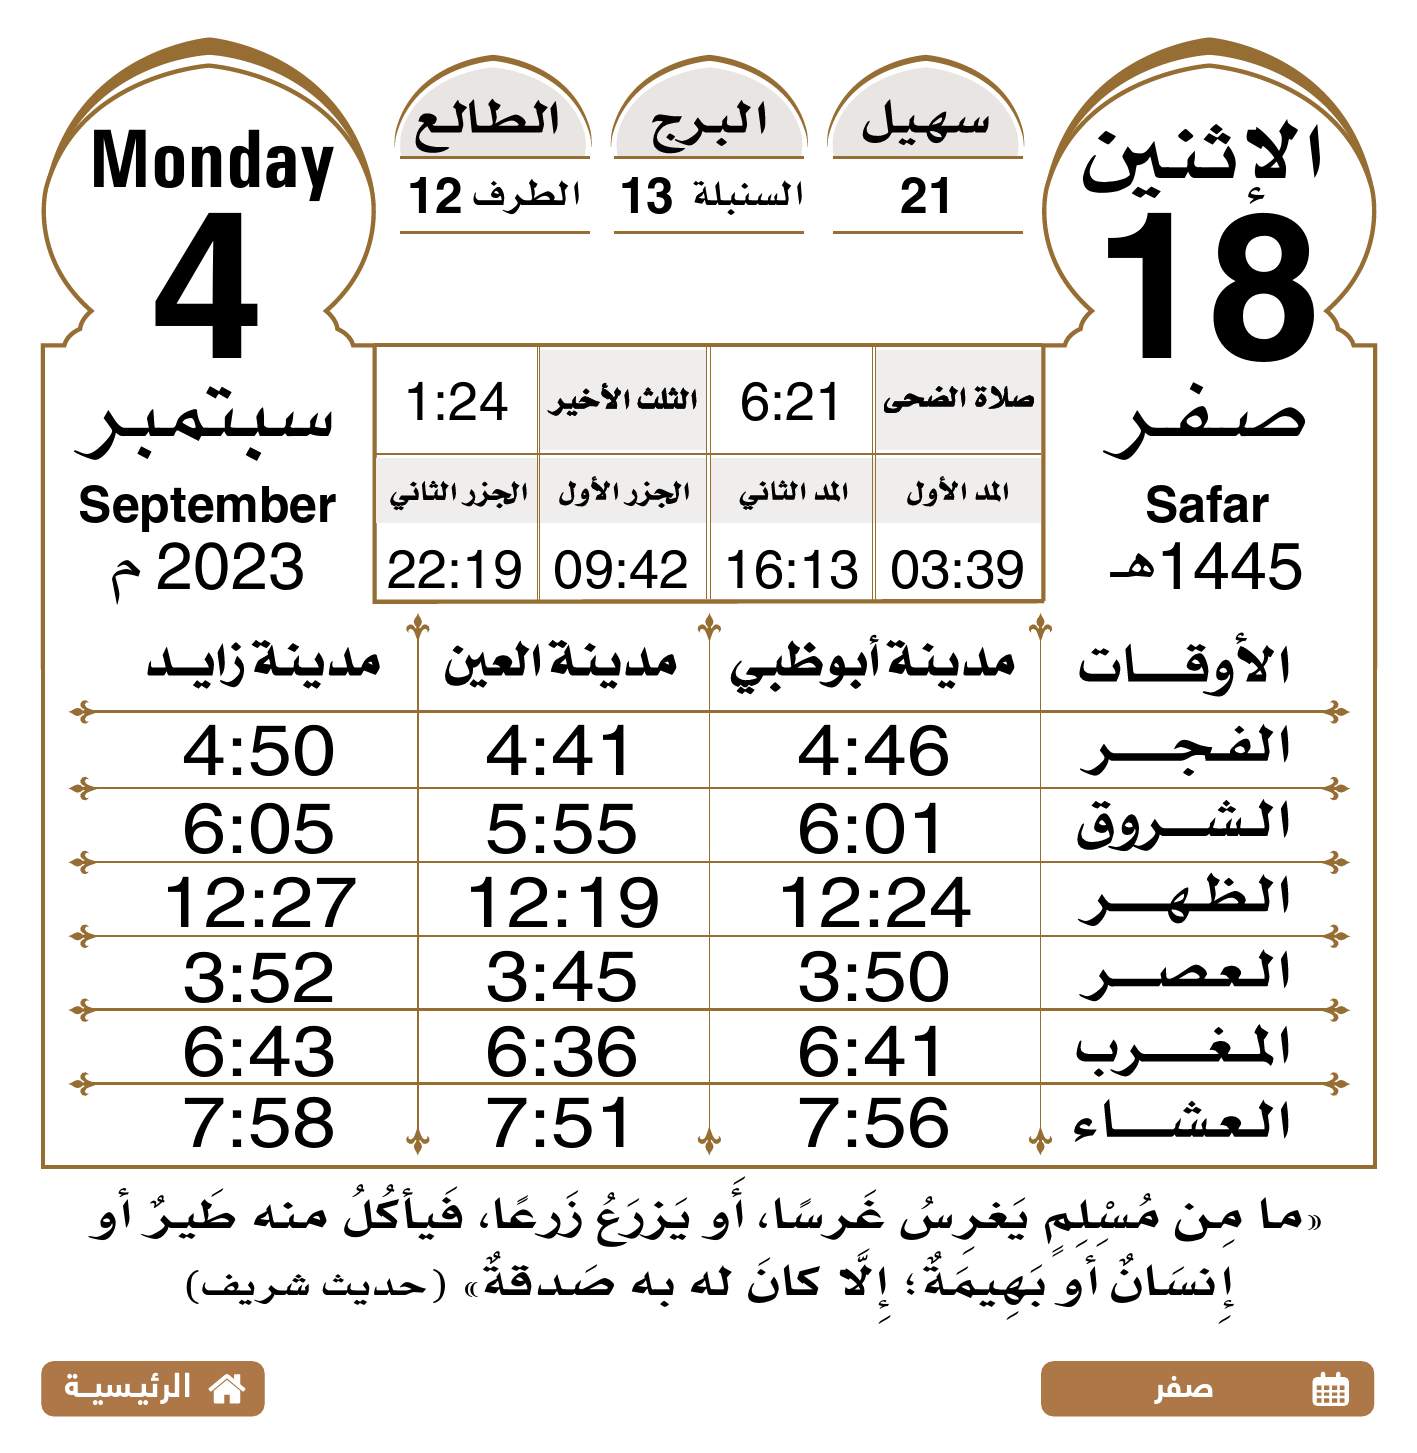 الإثنين
18
صفر
Safar
1445هـ
سهيل
21
البرج
السنبلة 13
الطالع
الطرف 12
Monday
4
سبتمبر
September
2023 م
صلاة الضحى 6:21 الثلث الأخير 1:24
المد الأول المد الثاني الجزر الأول الجزر الثاني
03:39 16:13 09:42 22:19
الأوقات مدينة أبوظبي مدينة العين مدينة زايد
الفجر 4:46 4:41 4:50
الشروق 6:01 5:55 6:05
الظهر 12:24 12:19 12:27
العصر 3:50 3:45 3:52
المغرب 6:41 6:36 6:43
العشاء 7:56 7:51 7:58
«ما مِن مُسْلِمٍ يَغرِسُ غَرسًا، أَو يَزرَعُ زَرعًا، فَيأكُلُ منه طَيرٌ أو
إِنسَانٌ أو بَهِيمَةٌ؛ إِلَّا كانَ له به صَدقةٌ» (حديث شريف)
صفر
الرئيسية